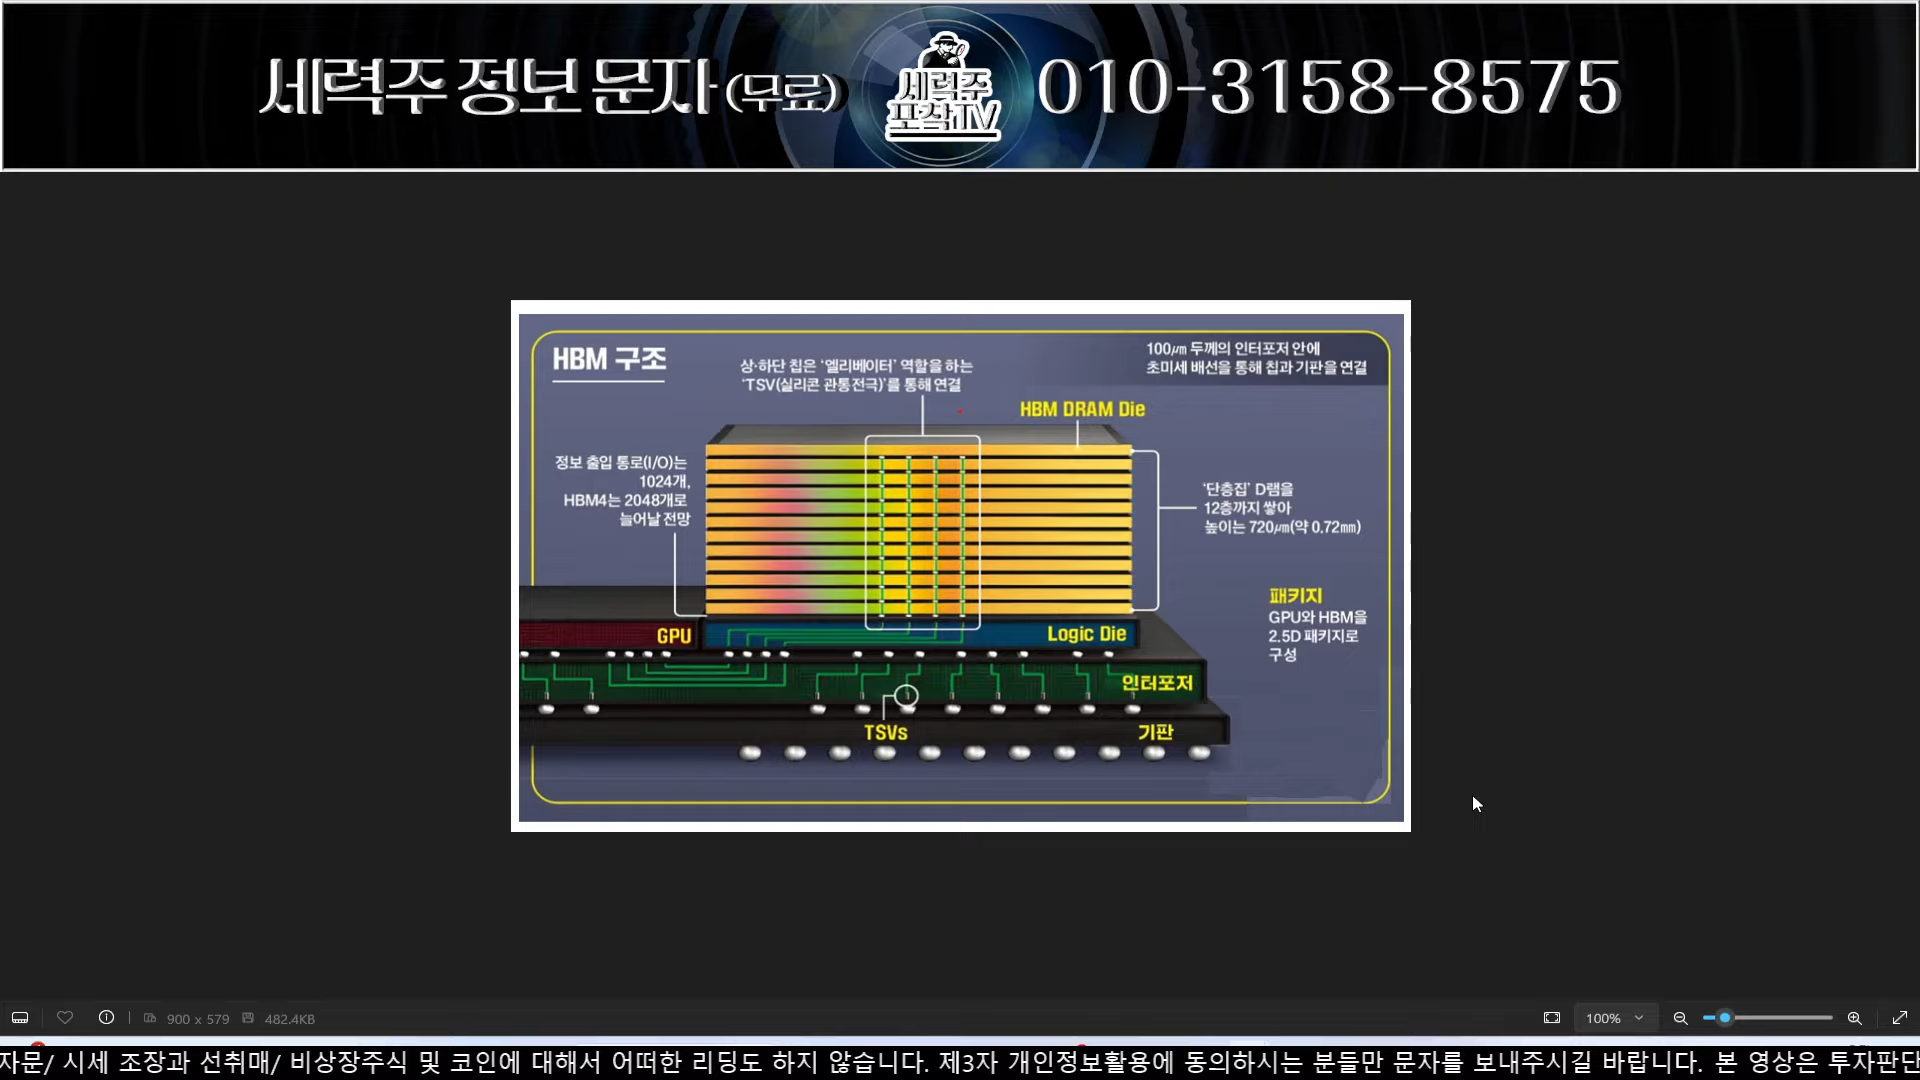 세력주 정보 문자 (무료)
세력주
포착TV
010-3158-8575
HBM 구조
상·하단 칩은 '엘리베이터' 역할을 하는
'TSV(실리콘 관통전극)'를 통해 연결
100㎛ 두께의 인터포저 안에
초미세 배선을 통해 칩과 기판을 연결
HBM DRAM Die
정보 출입 통로(I/O)는
1024개,
HBM4는 2048개로
늘어날 전망
'단층집' D램을
12층까지 쌓아
높이는 720㎛(약 0.72㎜)
패키지
GPU와 HBM을
2.5D 패키지로
구성
GPU
Logic Die
인터포저
TSVs
기판
900 x 579
482.4KB
100%
자문/ 시세 조장과 선취매/ 비상장주식 및 코인에 대해서 어떠한 리딩도 하지 않습니다. 제3자 개인정보활용에 동의하시는 분들만 문자를 보내주시길 바랍니다. 본 영상은 투자판단